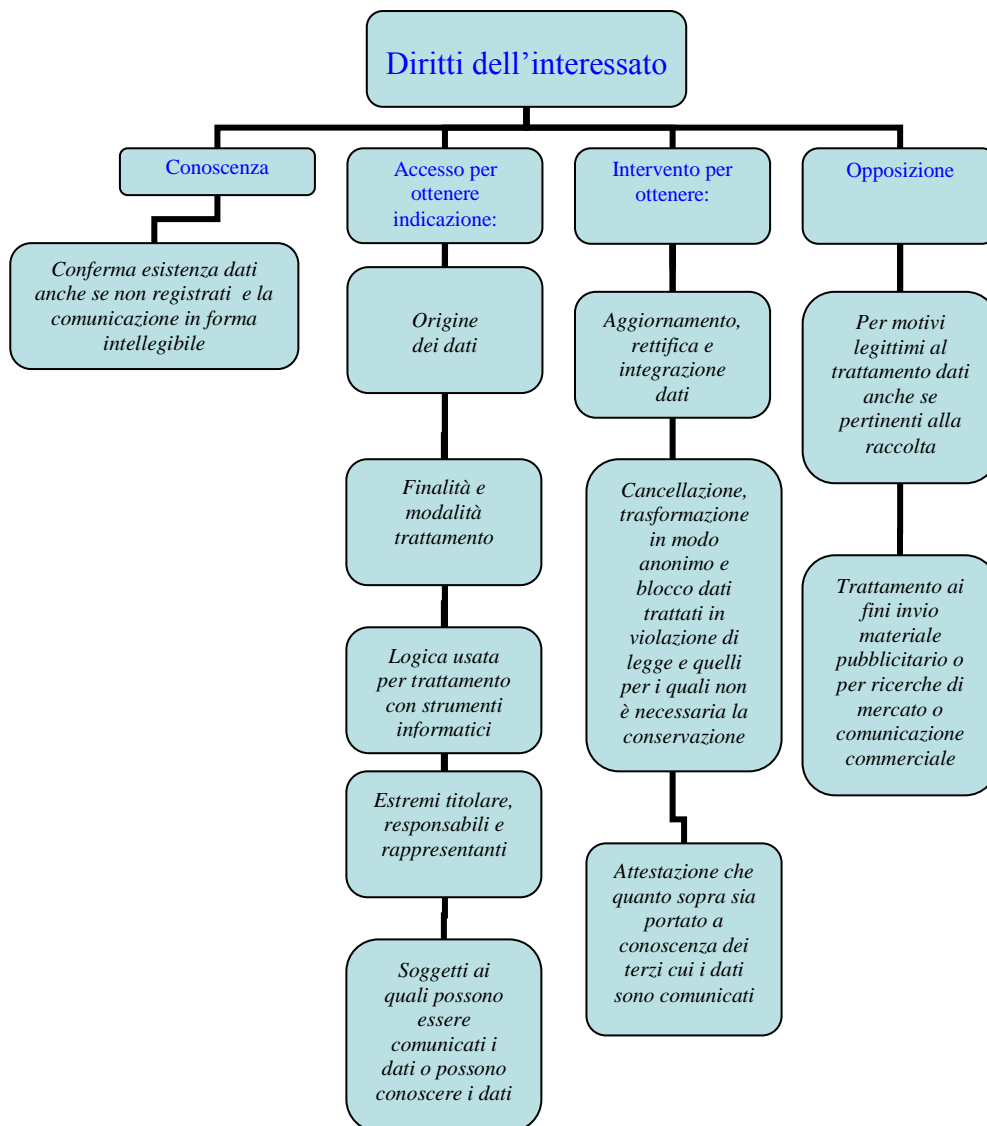 Diritti dell'interessato
Conoscenza
Conferma esistenza dati
anche se non registrati e la
comunicazione in forma
intellegibile
Accesso per
ottenere
indicazione:
Origine
dei dati
Finalità e
modalità
trattamento
Logica usata
per trattamento
con strumenti
informatici
Estremi titolare,
responsabili e
rappresentanti
Soggetti ai
quali possono
essere
comunicati i
dati o possono
conoscere i dati
Intervento per
ottenere:
Aggiornamento,
rettifica e
integrazione
dati
Cancellazione,
trasformazione
in modo
anonimo e
blocco dati
trattati in
violazione di
legge e quelli
per i quali non
è necessaria la
conservazione
Attestazione che
quanto sopra sia
portato a
conoscenza dei
terzi cui i dati
sono comunicati
Opposizione
Per motivi
legittimi al
trattamento dati
anche se
pertinenti alla
raccolta
Trattamento ai
fini invio
materiale
pubblicitario o
per ricerche di
mercato o
comunicazione
commerciale